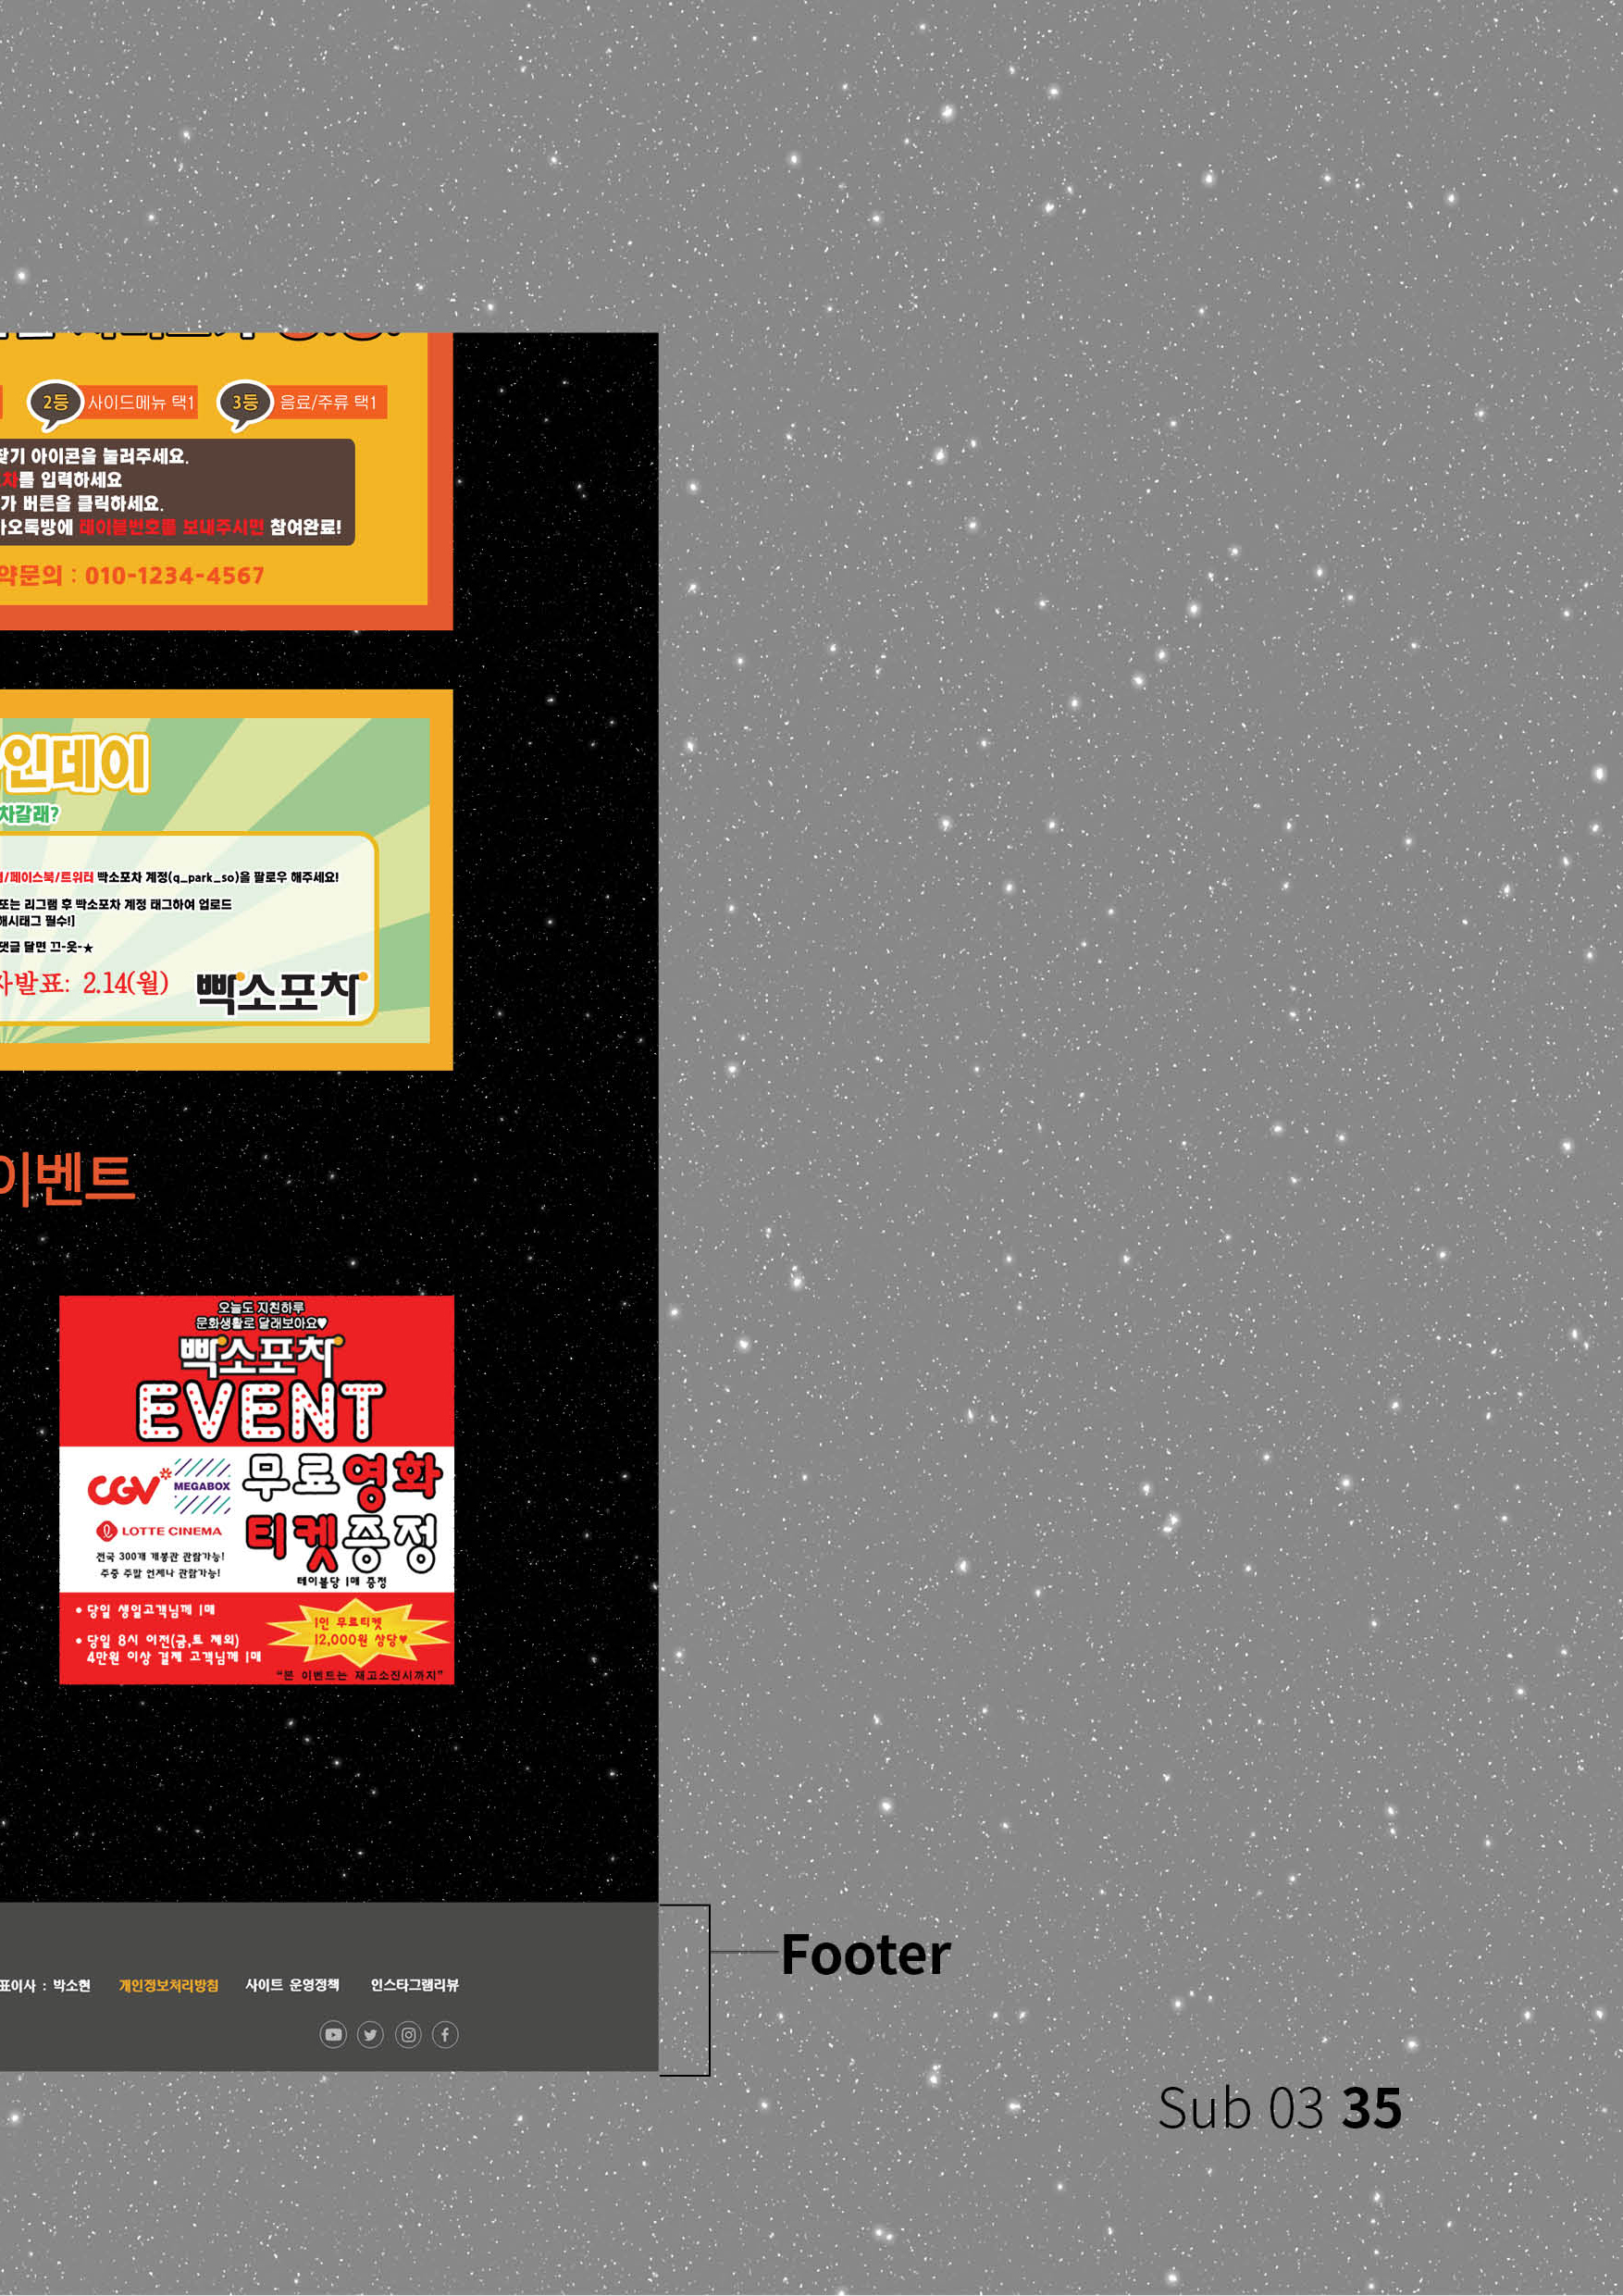 2등 사이드메뉴 택1 3등 음료/주류 택1
찾기 아이콘을 눌러주세요.
차를 입력하세요
가 버튼을 클릭하세요.
카오톡방에 테이블번호를 보내주시면 참여완료!
약문의 : 010-1234-4567
인데이
차갈래?
/페이스북/트위터 빡소포차 계정(q_park_so)을 팔로우 해주세요!
또는 리그램 후 빡소포차 계정 태그하여 업로드
해시태그 필수!]
댓글 달면 끄-읏-★
자발표: 2.14(월) 빡소포차
이벤트
오늘도 지친하루
문화생활로 달래보아요♥
빡소포차
EVENT
CGV MEGABOX
LOTTE CINEMA
전국 300개 개봉관 관람가능!
주중 주말 언제나 관람가능!
무료영화
티켓증정
테이블당 1매 증정
• 당일 생일고객님께 1매
• 당일 8시 이전(금,토 제외)
4만원 이상 결제 고객님께 1매
1인 무료티켓
12,000원 상당♥
"본 이벤트는 재고소진시까지"
표이사 : 박소현 개인정보처리방침 사이트 운영정책 인스타그램리뷰
Footer
Sub 03 35